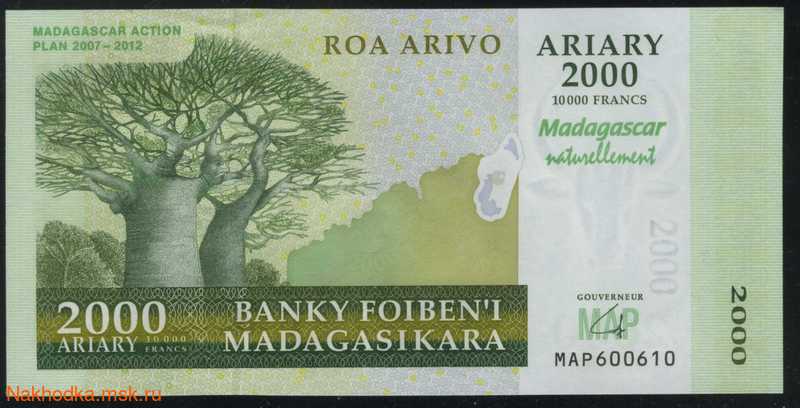 MADAGASCAR ACTION
PLAN 2007-2012
ROA ARIVO
ARIARY
2000
10000 FRANCS
Madagascar
naturellement
2000
GOUVERNEUR
MAP
MAP600610
2000
2000
ARIARY
10000
FRANCS
BANKY FOIBEN'I
MADAGASIKARA
Nakhodka.msk.ru